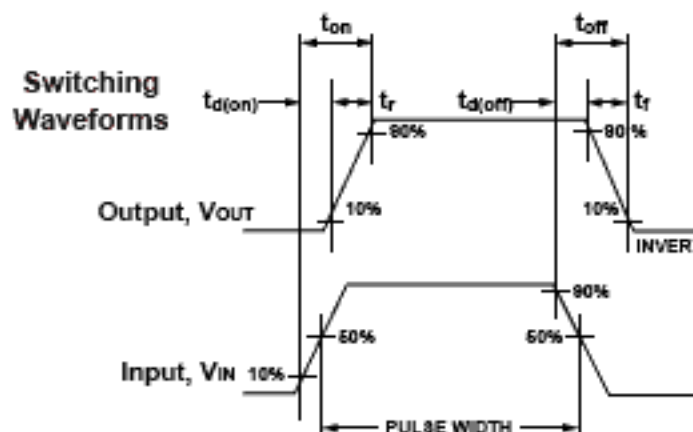 ton
toff
Switching
Waveforms
td(on)
tr
td(off)
tf
90%
90%
Output, VOUT
10%
10%
INVER
90%
50%
50%
Input, VIN
10%
PULSE WIDTH